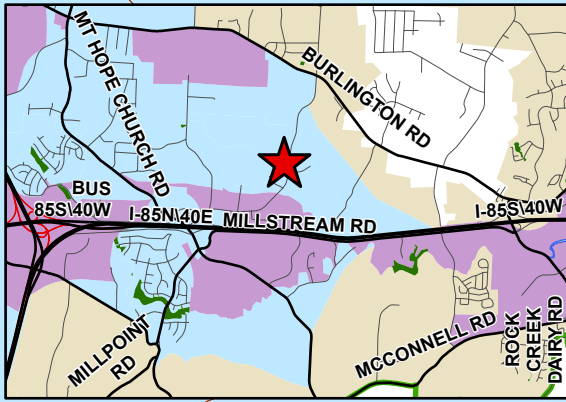 MT HOPE CHURCH RD
BURLINGTON RD
BUS
85S\40W
I-85N\40E
MILLSTREAM RD
I-85S\40W
MILLPOINT
RD
MCCONNELL RD
ROCK
CREEK
DAIRY RD